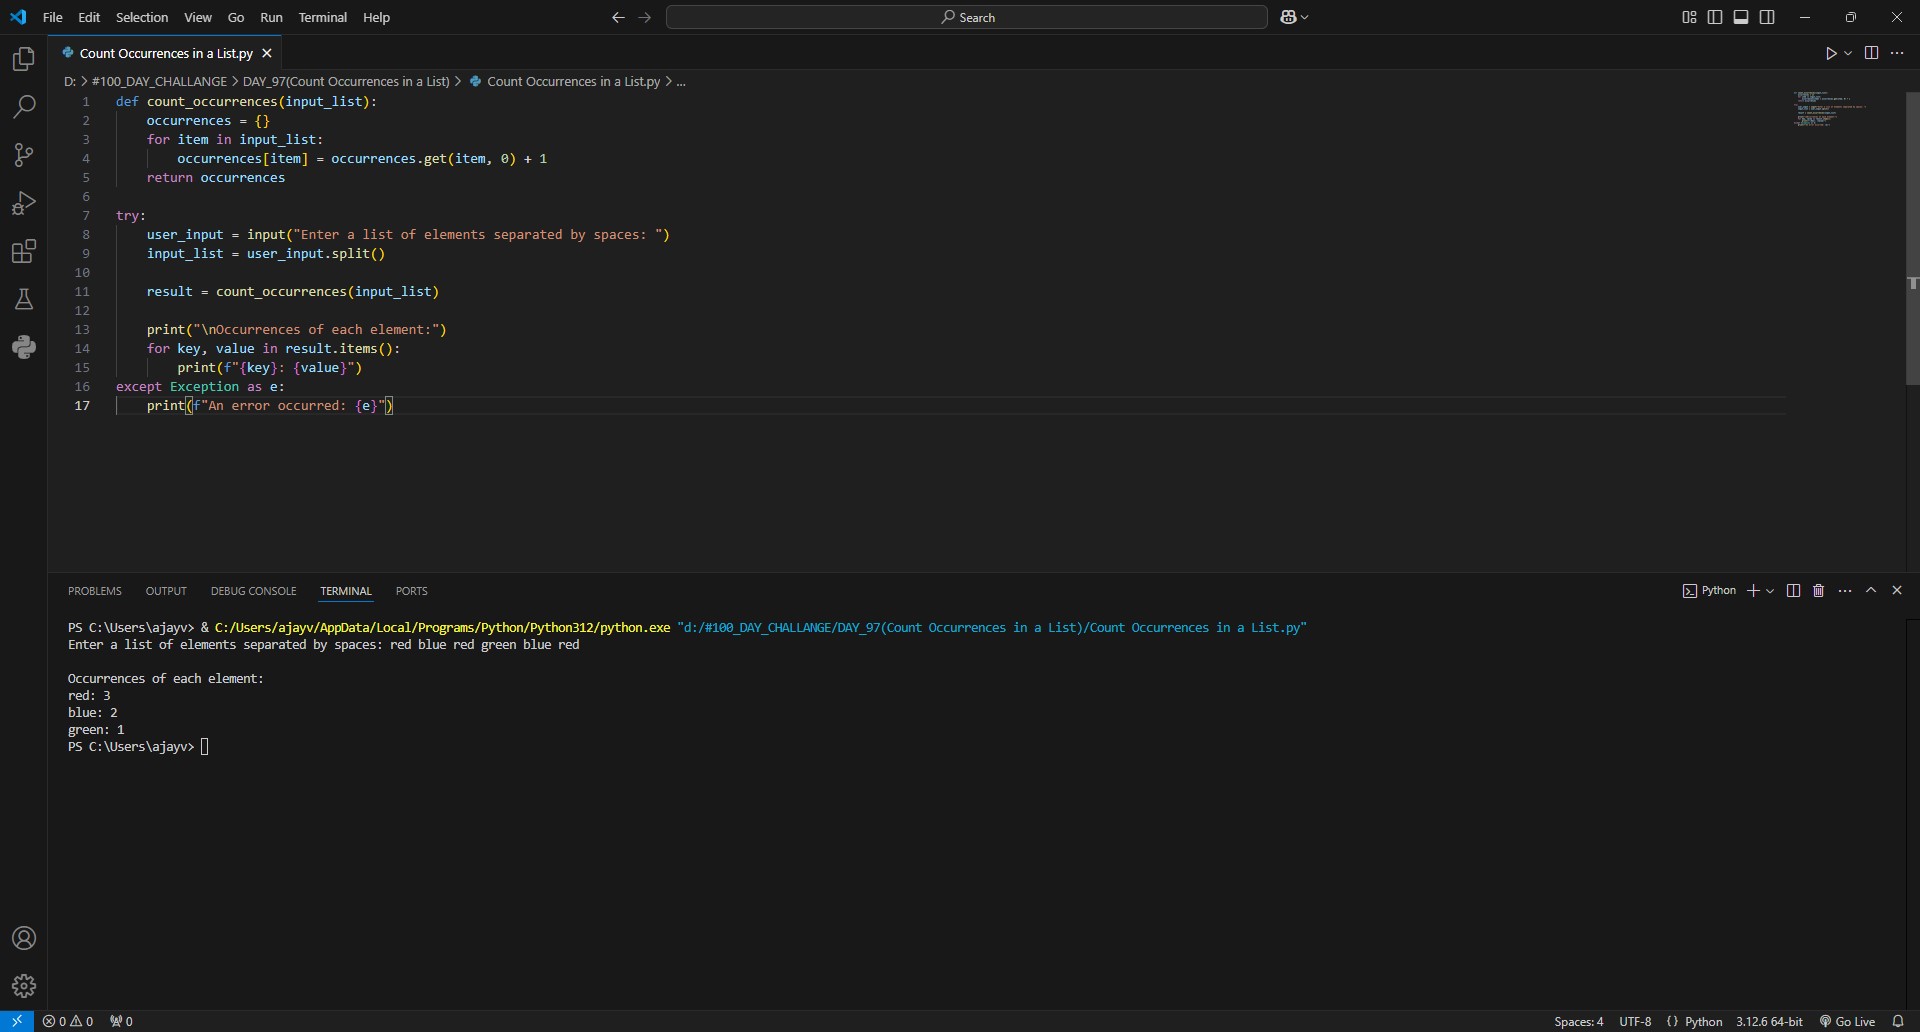 File Edit Selection View Go Run Terminal Help Search
Count Occurrences in a List.py
D: > #100_DAY_CHALLANGE > DAY_97(Count Occurrences in a List) > Count Occurrences in a List.py > ...
1 def count_occurrences(input_list):
2     occurrences = {}
3     for item in input_list:
4         occurrences[item] = occurrences.get(item, 0) + 1
5     return occurrences
6
7 try:
8     user_input = input("Enter a list of elements separated by spaces: ")
9     input_list = user_input.split()
10
11     result = count_occurrences(input_list)
12
13     print("\nOccurrences of each element:")
14     for key, value in result.items():
15         print(f"{key}: {value}")
16 except Exception as e:
17     print(f"An error occurred: {e}")
PROBLEMS OUTPUT DEBUG CONSOLE TERMINAL PORTS Python
PS C:\Users\ajayv> & C:/Users/ajayv/AppData/Local/Programs/Python/Python312/python.exe "d:/#100_DAY_CHALLANGE/DAY_97(Count Occurrences in a List)/Count Occurrences in a List.py"
Enter a list of elements separated by spaces: red blue red green blue red

Occurrences of each element:
red: 3
blue: 2
green: 1
PS C:\Users\ajayv>
0 0 0 Spaces: 4 UTF-8 {} Python 3.12.6 64-bit Go Live